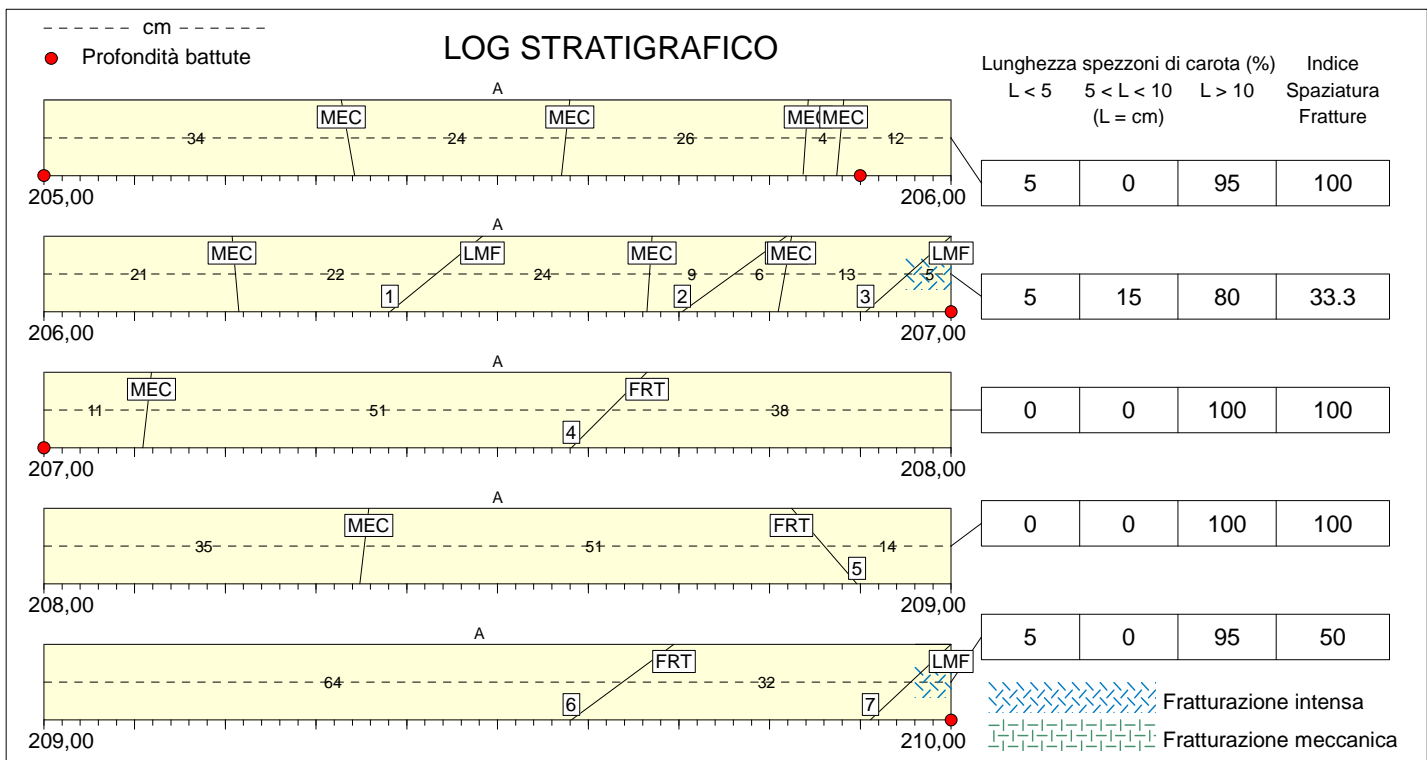 cm
Profondità battute
LOG STRATIGRAFICO
Lunghezza spezzoni di carota (%) Indice
L < 5 5 < L < 10 L > 10 Spaziatura
(L = cm) Fratture
A
MEC MEC MEC MEC
34 24 26 4 12
205,00 206,00
5 0 95 100
A
MEC LMF MEC MEC LMF
21 22 24 9 6 13 5
1 2 3
206,00 207,00
5 15 80 33.3
A
MEC FRT
11 51 38
4
207,00 208,00
0 0 100 100
A
MEC FRT
35 51 14
5
208,00 209,00
0 0 100 100
A
FRT LMF
64 32
6 7
209,00 210,00
5 0 95 50
Fratturazione intensa
Fratturazione meccanica